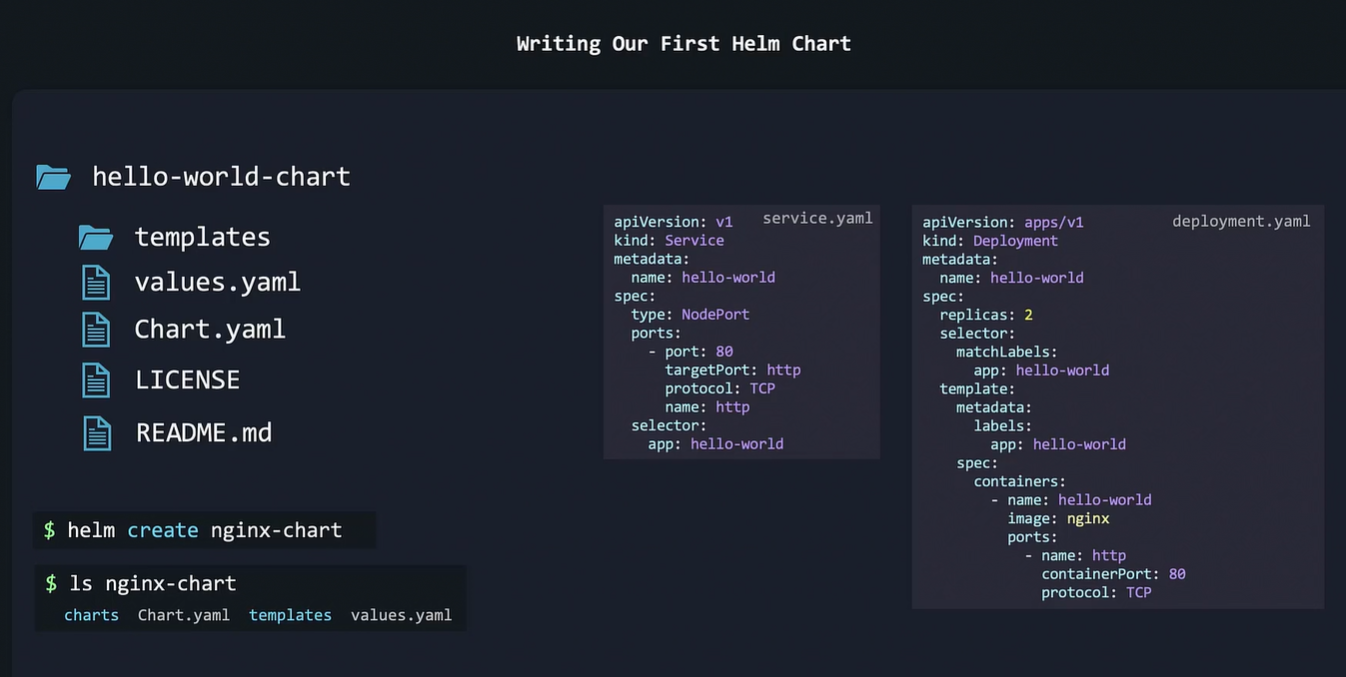 Writing Our First Helm Chart
hello-world-chart
templates
values.yaml
Chart.yaml
LICENSE
README.md
$ helm create nginx-chart
$ ls nginx-chart
charts  Chart.yaml  templates  values.yaml
service.yaml
apiVersion: v1
kind: Service
metadata:
  name: hello-world
spec:
  type: NodePort
  ports:
    - port: 80
      targetPort: http
      protocol: TCP
      name: http
  selector:
    app: hello-world
deployment.yaml
apiVersion: apps/v1
kind: Deployment
metadata:
  name: hello-world
spec:
  replicas: 2
  selector:
    matchLabels:
      app: hello-world
  template:
    metadata:
      labels:
        app: hello-world
    spec:
      containers:
        - name: hello-world
          image: nginx
          ports:
            - name: http
              containerPort: 80
              protocol: TCP